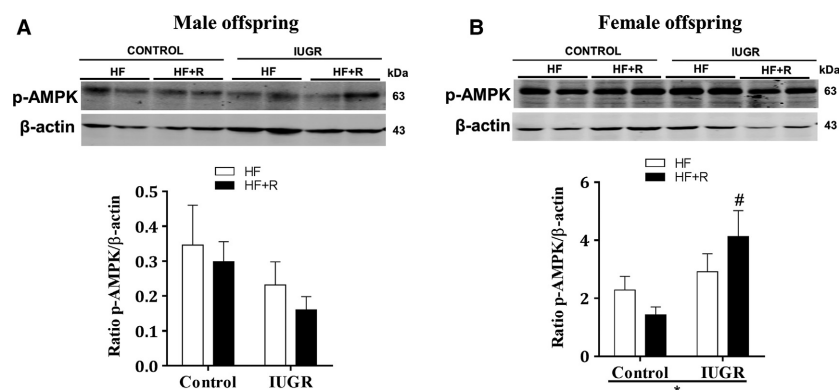 A
Male offspring
CONTROL IUGR
HF HF+R HF HF+R kDa
p-AMPK 63
β-actin 43
HF
HF+R
Ratio p-AMPK/β-actin
0.5
0.4
0.3
0.2
0.1
0.0
Control IUGR
B
Female offspring
CONTROL IUGR
HF HF+R HF HF+R kDa
p-AMPK 63
β-actin 43
HF
HF+R
Ratio p-AMPK/β-actin
6
4
2
0
#
Control IUGR
*